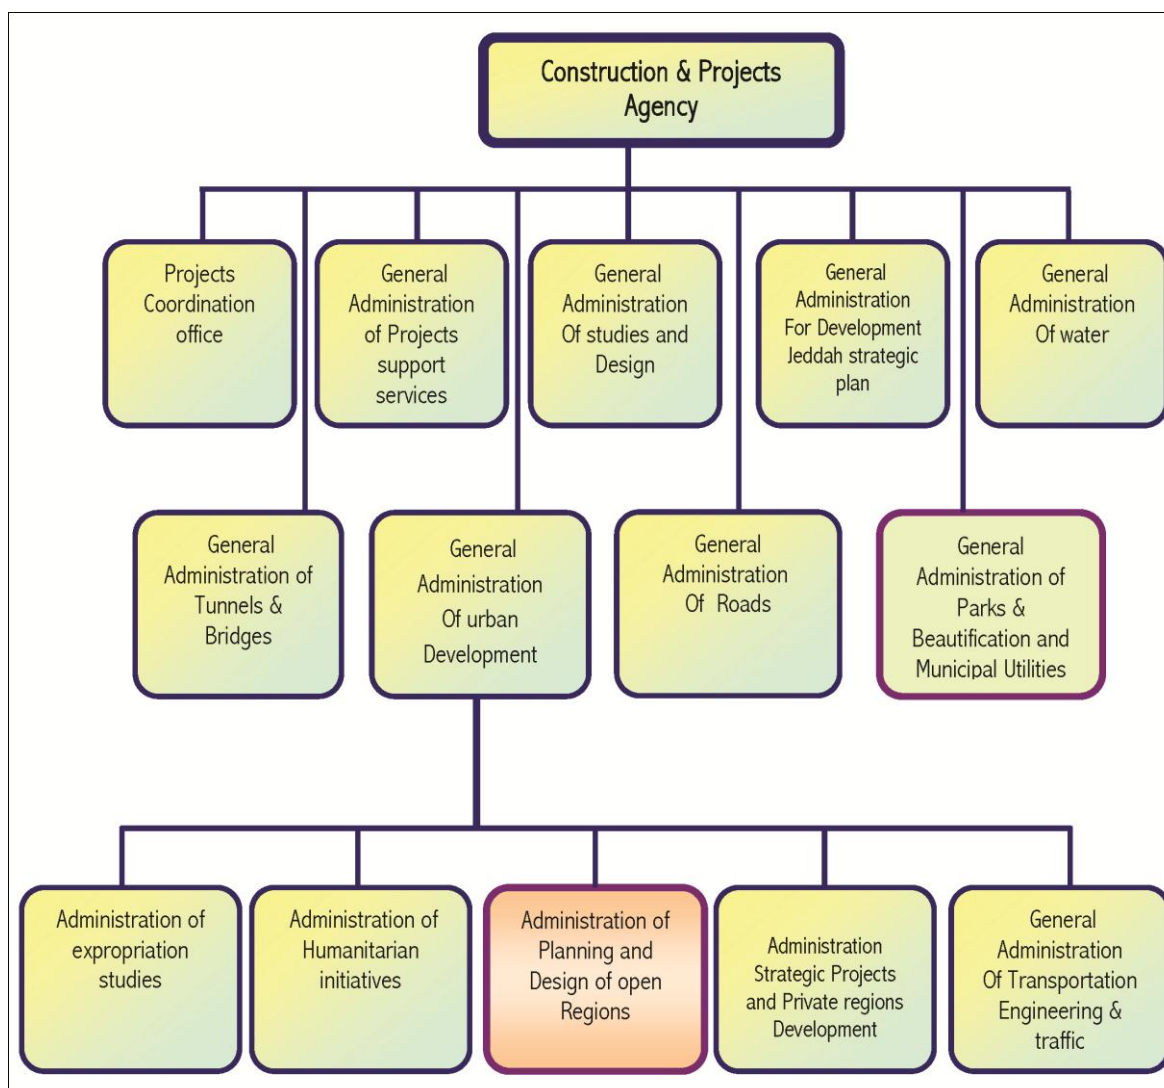 Construction & Projects
Agency
Projects
Coordination
office
General
Administration
of Projects
support
services
General
Administration
Of studies and
Design
General
Administration
For Development
Jeddah strategic
plan
General
Administration
Of water
General
Administration of
Tunnels &
Bridges
General
Administration
Of urban
Development
General
Administration
Of Roads
General
Administration of
Parks &
Beautification and
Municipal Utilities
Administration of
expropriation
studies
Administration of
Humanitarian
initiatives
Administration of
Planning and
Design of open
Regions
Administration
Strategic Projects
and Private regions
Development
General
Administration
Of Transportation
Engineering &
traffic